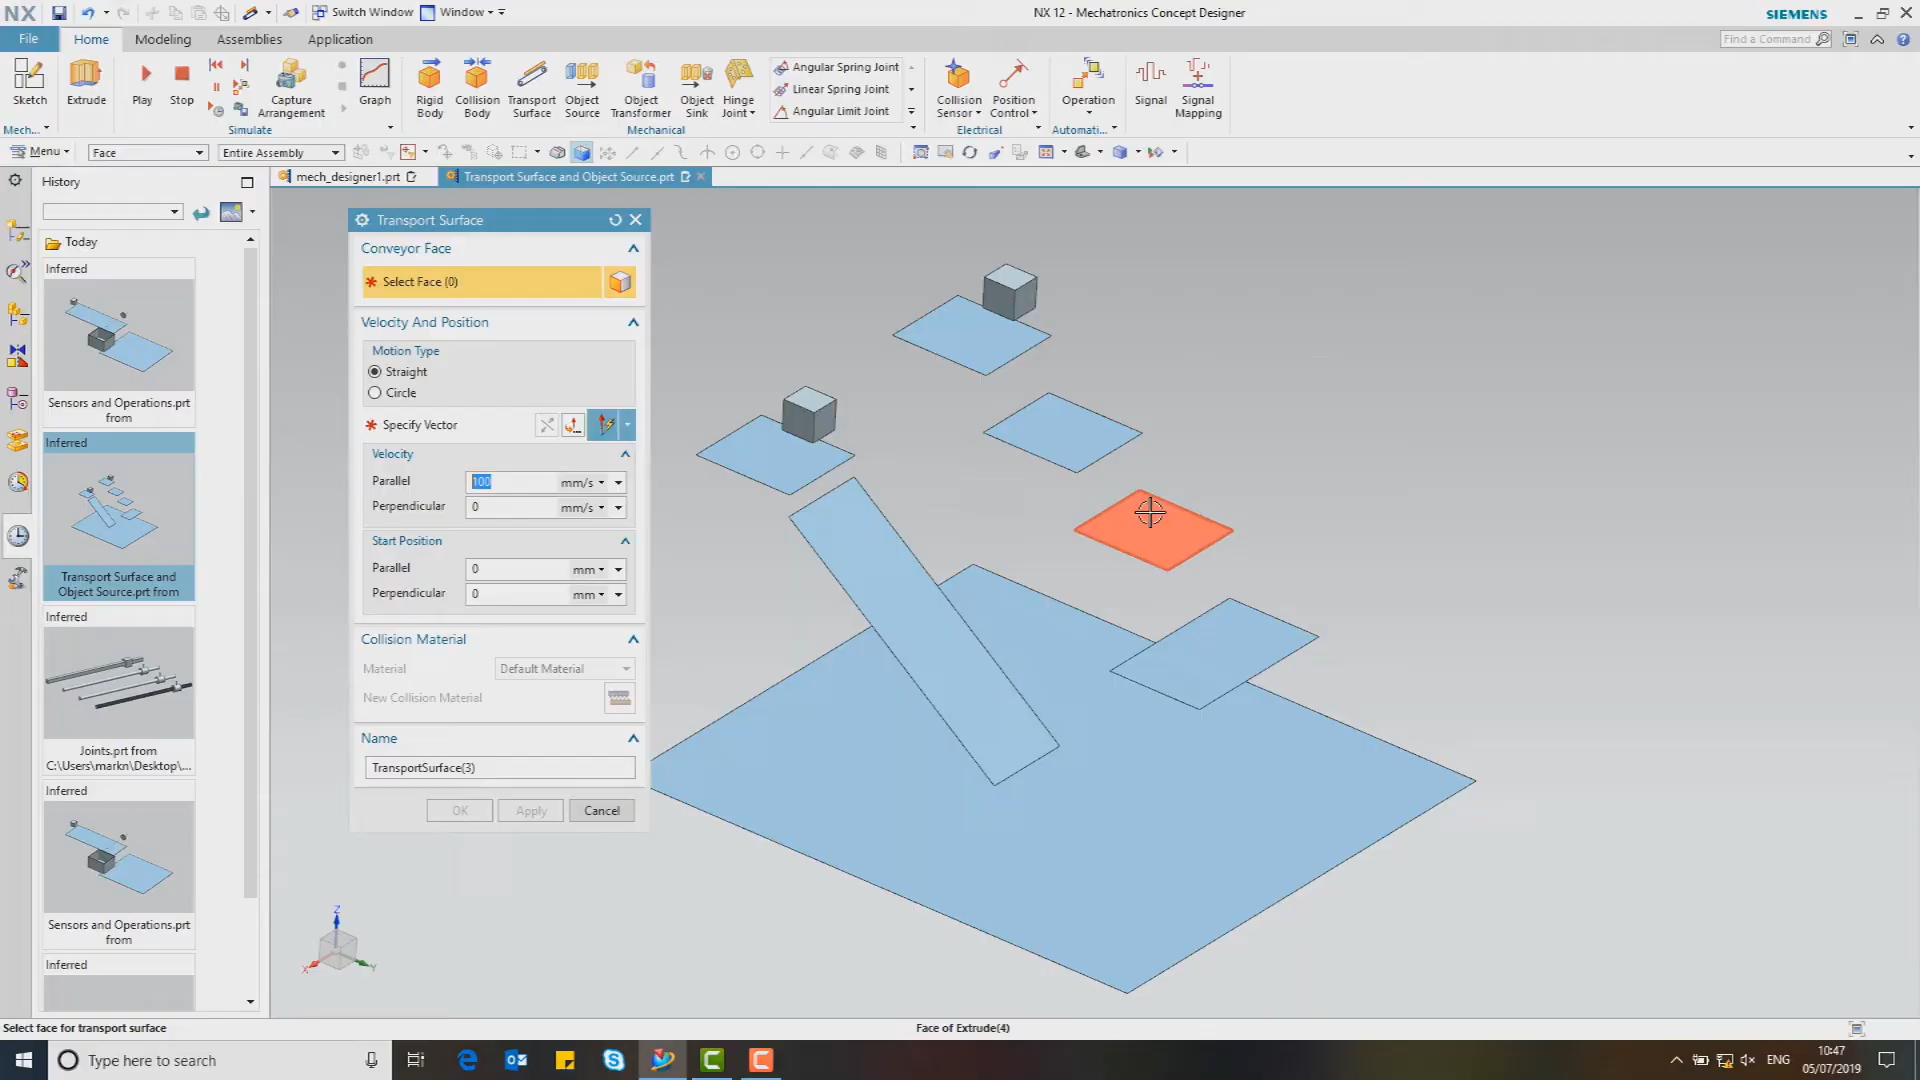 NX
Switch Window
Window
NX 12 - Mechatronics Concept Designer
SIEMENS
File
Home
Modeling
Assemblies
Application
Find a Command
Sketch
Extrude
Play
Stop
Capture
Arrangement
Graph
Rigid
Body
Collision
Body
Transport
Surface
Object
Source
Object
Transformer
Object
Sink
Hinge
Joint
Angular Spring Joint
Linear Spring Joint
Angular Limit Joint
Collision
Sensor
Position
Control
Operation
Signal
Signal
Mapping
Mech...
Simulate
Mechanical
Electrical
Automati...
Menu
Face
Entire Assembly
History
mech_designer1.prt
Transport Surface and Object Source.prt
Today
Inferred
Sensors and Operations.prt
from
Inferred
Transport Surface and
Object Source.prt from
Inferred
Joints.prt from
C:\Users\markn\Desktop\...
Inferred
Sensors and Operations.prt
from
Inferred
Transport Surface
Conveyor Face
* Select Face (0)
Velocity And Position
Motion Type
Straight
Circle
* Specify Vector
Velocity
Parallel
100
mm/s
Perpendicular
0
mm/s
Start Position
Parallel
0
mm
Perpendicular
0
mm
Collision Material
Material
Default Material
New Collision Material
Name
TransportSurface(3)
OK
Apply
Cancel
Z
X
Y
Select face for transport surface
Face of Extrude(4)
Type here to search
ENG
10:47
05/07/2019